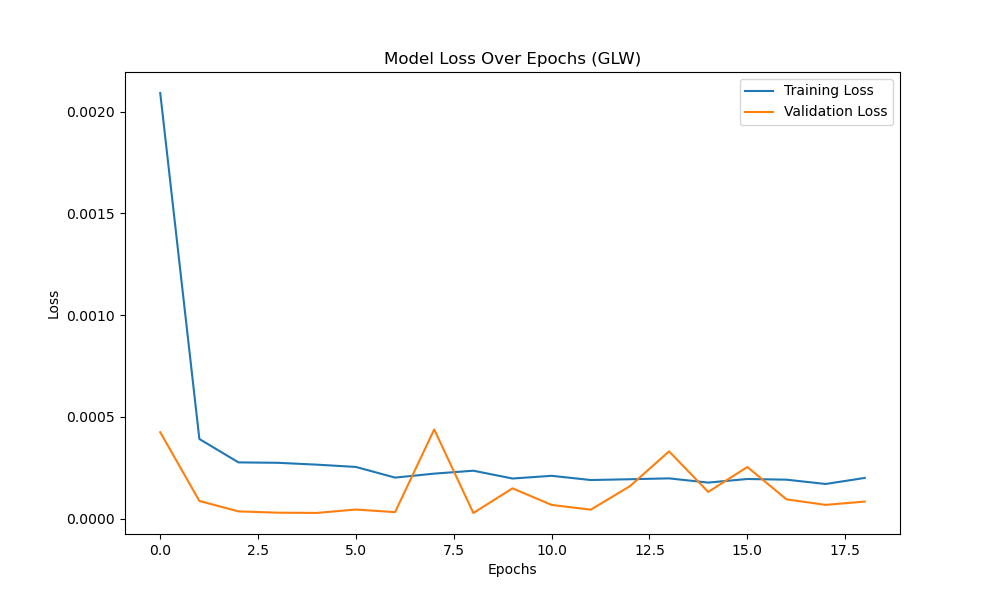 Model Loss Over Epochs (GLW)
Training Loss
Validation Loss
0.0020
0.0015
0.0010
0.0005
0.0000
Loss
0.0 2.5 5.0 7.5 10.0 12.5 15.0 17.5
Epochs